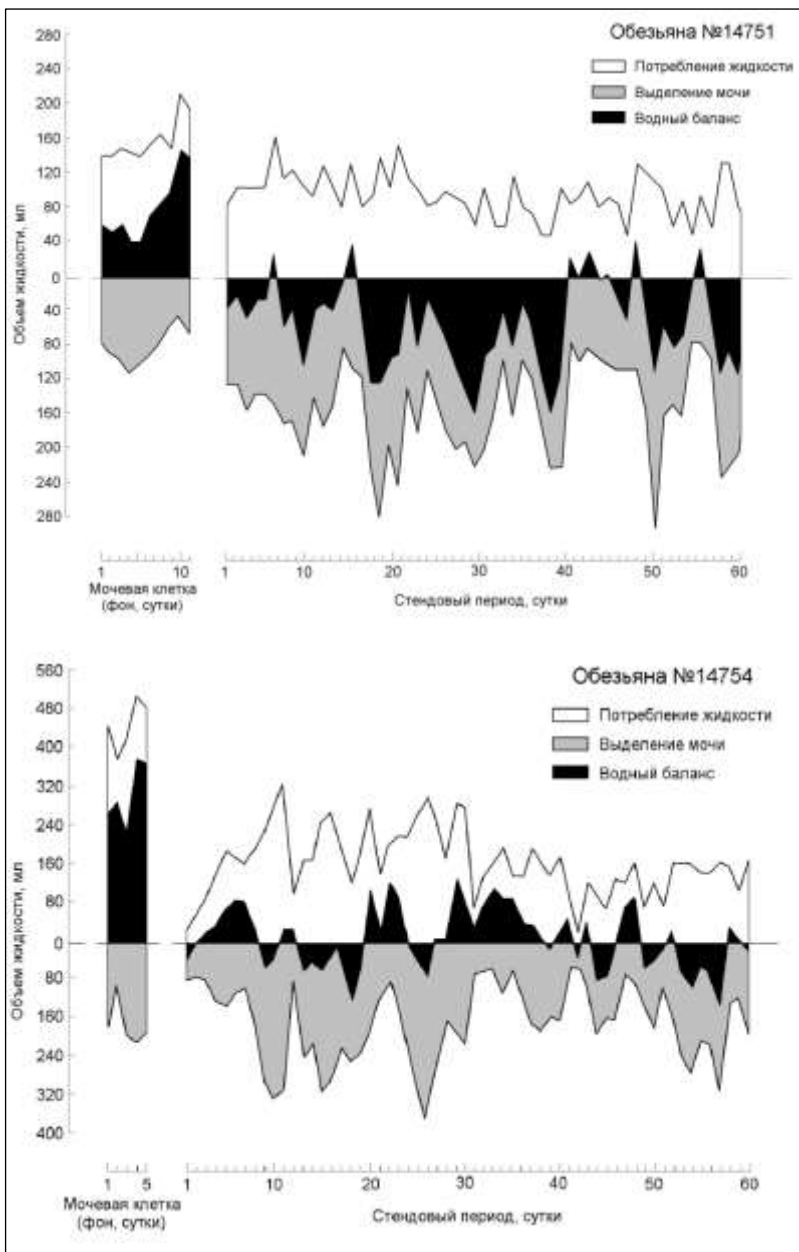 Обезьяна №14751
Потребление жидкости
Выделение мочи
Водный баланс
Объем жидкости, мл
280
240
200
160
120
80
40
0
40
80
120
160
200
240
280
1 10
1 10 20 30 40 50 60
Мочевая клетка
(фон, сутки)
Стендовый период, сутки
Обезьяна №14754
Потребление жидкости
Выделение мочи
Водный баланс
Объем жидкости, мл
560
480
400
320
240
160
80
0
80
160
240
320
400
1 5
1 10 20 30 40 50 60
Мочевая клетка
(фон, сутки)
Стендовый период, сутки